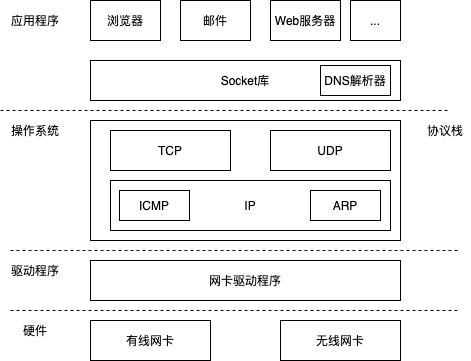 应用程序
浏览器
邮件
Web服务器
...
Socket库
DNS解析器
操作系统
协议栈
TCP
UDP
ICMP
IP
ARP
驱动程序
网卡驱动程序
硬件
有线网卡
无线网卡